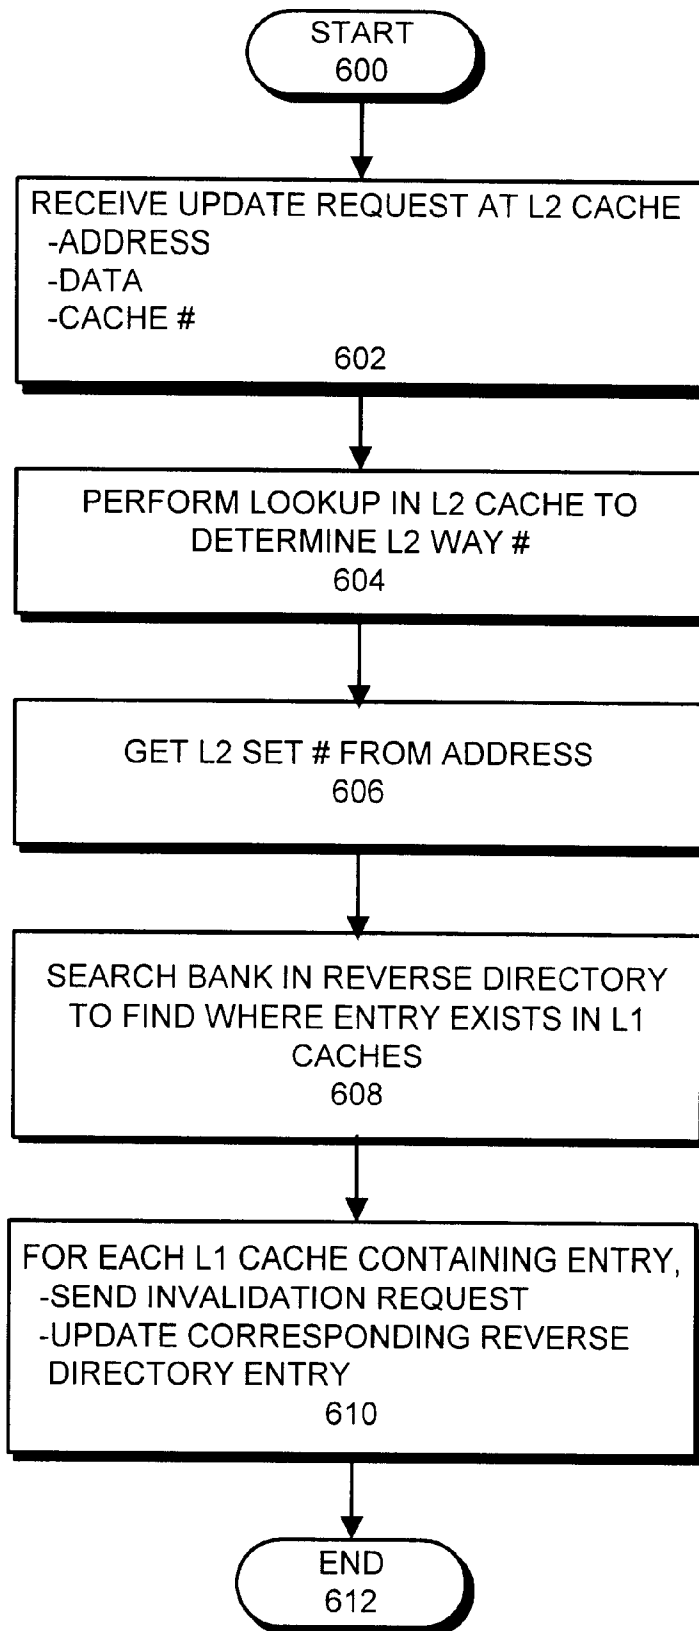 START
600
RECEIVE UPDATE REQUEST AT L2 CACHE
-ADDRESS
-DATA
-CACHE #
602
PERFORM LOOKUP IN L2 CACHE TO
DETERMINE L2 WAY #
604
GET L2 SET # FROM ADDRESS
606
SEARCH BANK IN REVERSE DIRECTORY
TO FIND WHERE ENTRY EXISTS IN L1
CACHES
608
FOR EACH L1 CACHE CONTAINING ENTRY,
-SEND INVALIDATION REQUEST
-UPDATE CORRESPONDING REVERSE
DIRECTORY ENTRY
610
END
612